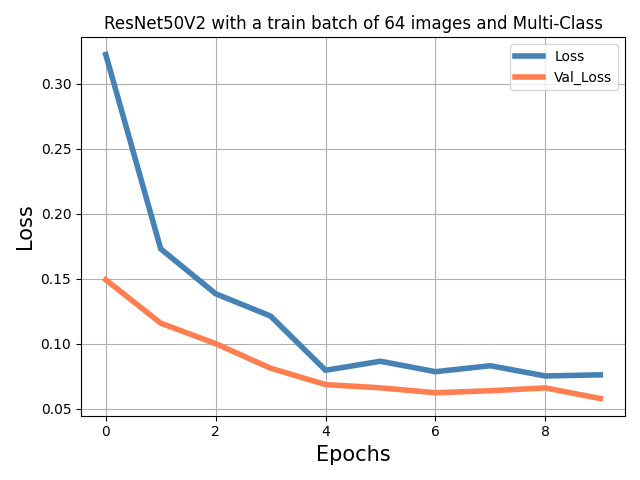 ResNet50V2 with a train batch of 64 images and Multi-Class
Loss
Val_Loss
0.30
0.25
0.20
0.15
0.10
0.05
Loss
0 2 4 6 8
Epochs